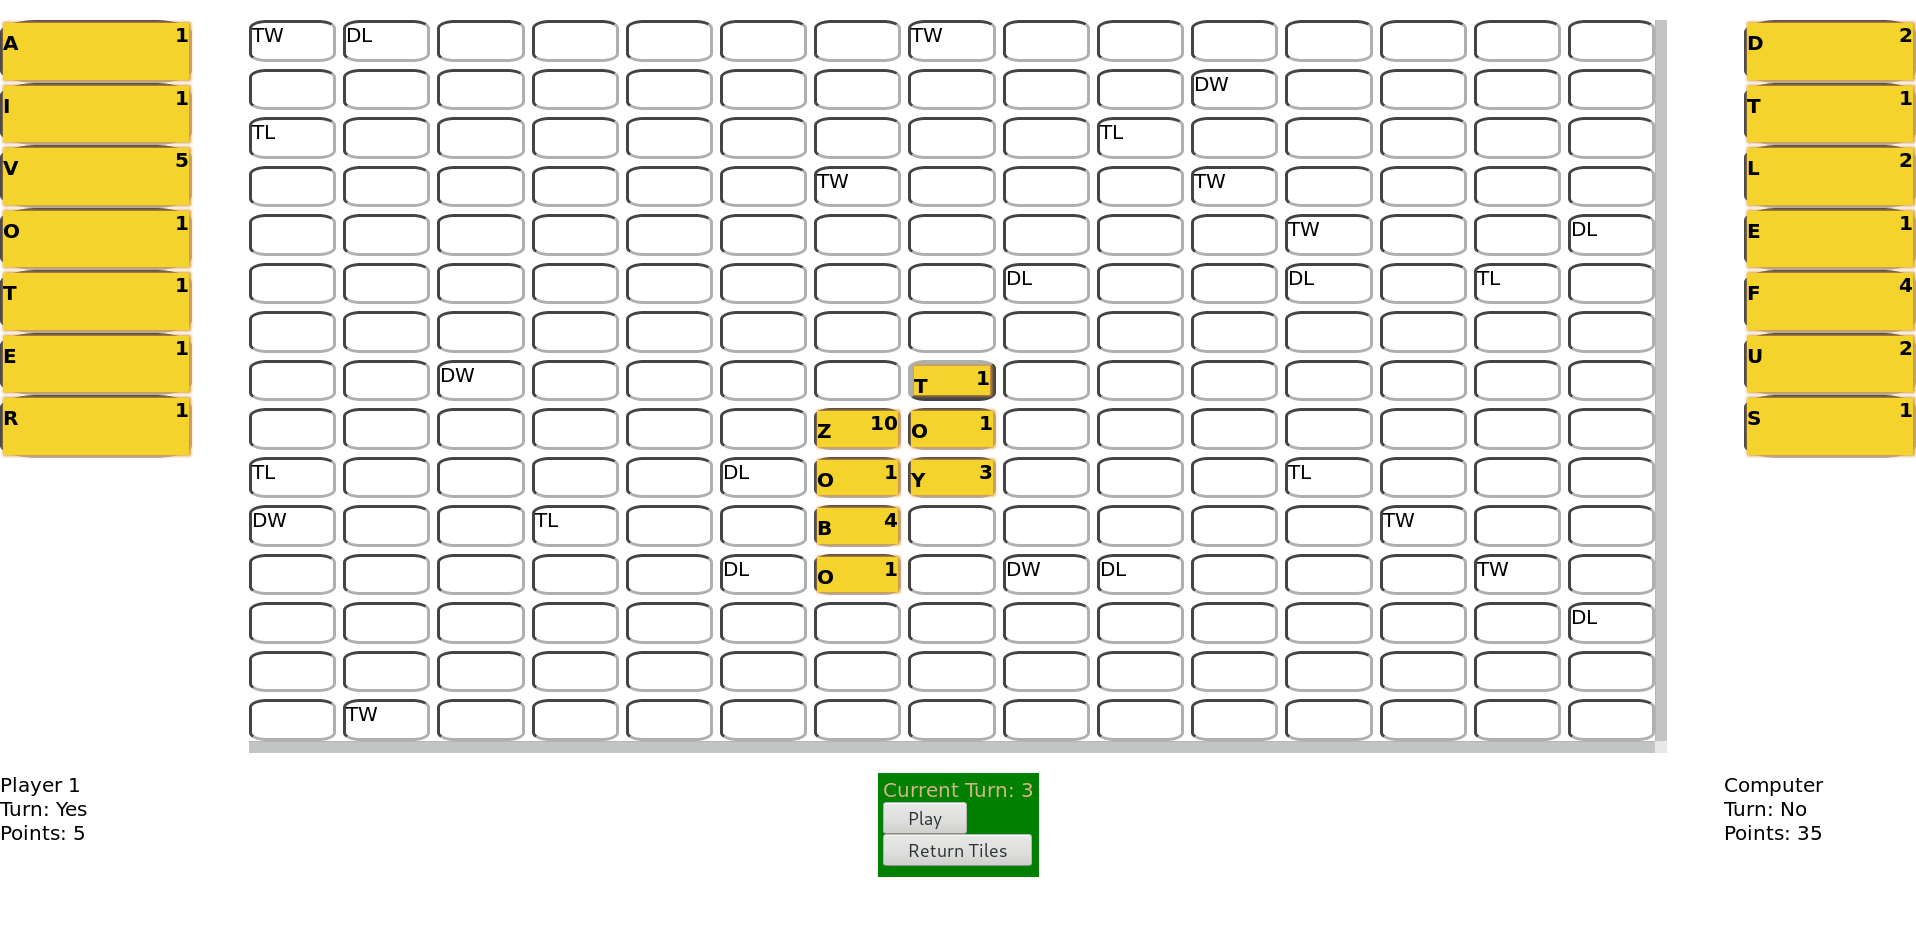 A 1
I 1
V 5
O 1
T 1
E 1
R 1
TW DL TW
DW
TL TL
TW TW
TW DL
DL DL TL
DW T 1
Z 10 O 1
TL DL O 1 Y 3 TL
DW TL B 4 TW
DL O 1 DW DL TW
DL
TW
D 2
T 1
L 2
E 1
F 4
U 2
S 1
Player 1
Turn: Yes
Points: 5
Current Turn: 3
Play
Return Tiles
Computer
Turn: No
Points: 35